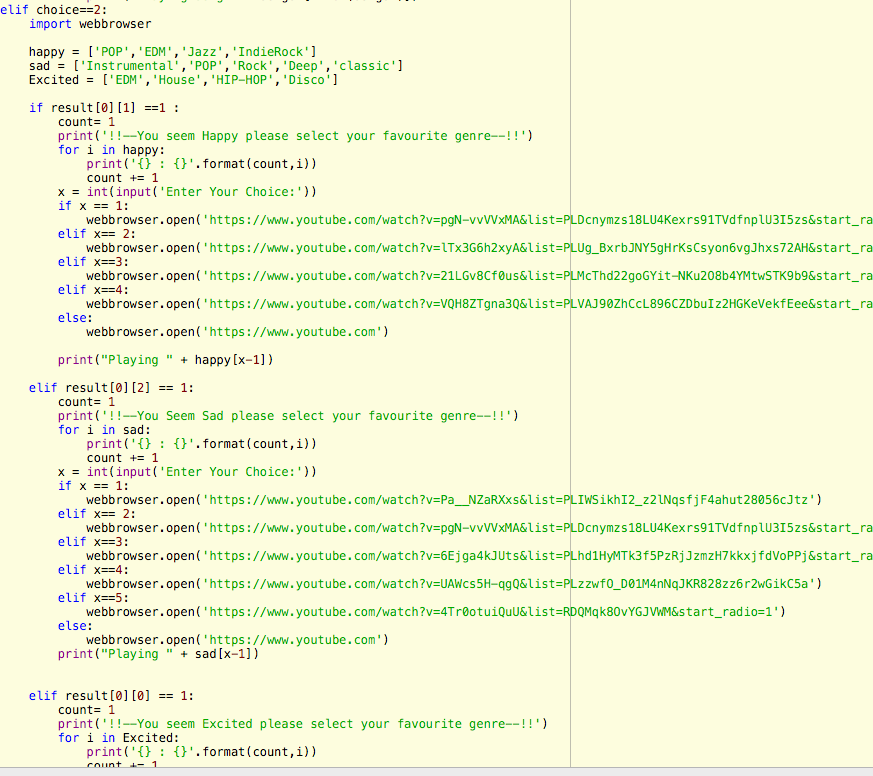 elif choice==2:
    import webbrowser

    happy = ['POP','EDM','Jazz','IndieRock']
    sad = ['Instrumental','POP','Rock','Deep','classic']
    Excited = ['EDM','House','HIP-HOP','Disco']

    if result[0][1] ==1 :
        count= 1
        print('!!--You seem Happy please select your favourite genre--!!')
        for i in happy:
            print('{} : {}'.format(count,i))
            count += 1
        x = int(input('Enter Your Choice:'))
        if x == 1:
            webbrowser.open('https://www.youtube.com/watch?v=pgN-vvVVxMA&list=PLDcnymzs18LU4Kexrs91TVdfnplU3I5zs&start_ra
        elif x== 2:
            webbrowser.open('https://www.youtube.com/watch?v=lTx3G6h2xyA&list=PLUg_BxrbJNY5gHrKsCsyon6vgJhxs72AH&start_ra
        elif x==3:
            webbrowser.open('https://www.youtube.com/watch?v=21LGv8Cf0us&list=PLMcThd22goGYit-NKu2O8b4YMtwSTK9b9&start_ra
        elif x==4:
            webbrowser.open('https://www.youtube.com/watch?v=VQH8ZTgna3Q&list=PLVAJ90ZhCcL896CZDbuIz2HGKeVekfEee&start_ra
        else:
            webbrowser.open('https://www.youtube.com')

        print("Playing " + happy[x-1])

    elif result[0][2] == 1:
        count= 1
        print('!!--You Seem Sad please select your favourite genre--!!')
        for i in sad:
            print('{} : {}'.format(count,i))
            count += 1
        x = int(input('Enter Your Choice:'))
        if x == 1:
            webbrowser.open('https://www.youtube.com/watch?v=Pa__NZaRXxs&list=PLIWSikhI2_z2lNqsfjF4ahut28056cJtz')
        elif x== 2:
            webbrowser.open('https://www.youtube.com/watch?v=pgN-vvVVxMA&list=PLDcnymzs18LU4Kexrs91TVdfnplU3I5zs&start_ra
        elif x==3:
            webbrowser.open('https://www.youtube.com/watch?v=6Ejga4kJUts&list=PLhd1HyMTk3f5PzRjJzmzH7kkxjfdVoPPj&start_ra
        elif x==4:
            webbrowser.open('https://www.youtube.com/watch?v=UAWcs5H-qgQ&list=PLzzwfO_D01M4nNqJKR828zz6r2wGikC5a')
        elif x==5:
            webbrowser.open('https://www.youtube.com/watch?v=4Tr0otuiQuU&list=RDQMqk8OvYGJVWM&start_radio=1')
        else:
            webbrowser.open('https://www.youtube.com')
        print("Playing " + sad[x-1])


    elif result[0][0] == 1:
        count= 1
        print('!!--You seem Excited please select your favourite genre--!!')
        for i in Excited:
            print('{} : {}'.format(count,i))
            count += 1